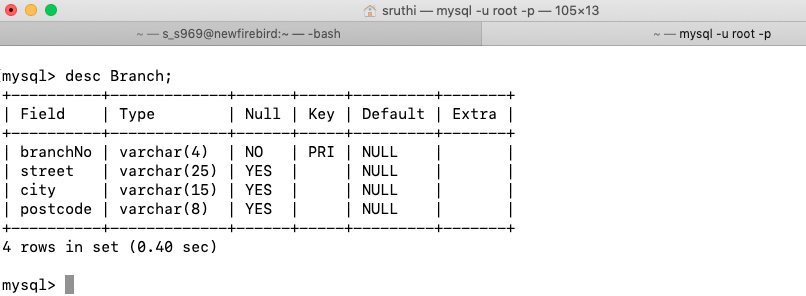 sruthi — mysql -u root -p — 105×13
~ — s_s969@newfirebird:~ — -bash
~ — mysql -u root -p
mysql> desc Branch;
+----------+-------------+------+-----+---------+-------+
| Field    | Type        | Null | Key | Default | Extra |
+----------+-------------+------+-----+---------+-------+
| branchNo | varchar(4)  | NO   | PRI | NULL    |       |
| street   | varchar(25) | YES  |     | NULL    |       |
| city     | varchar(15) | YES  |     | NULL    |       |
| postcode | varchar(8)  | YES  |     | NULL    |       |
+----------+-------------+------+-----+---------+-------+
4 rows in set (0.40 sec)
mysql>